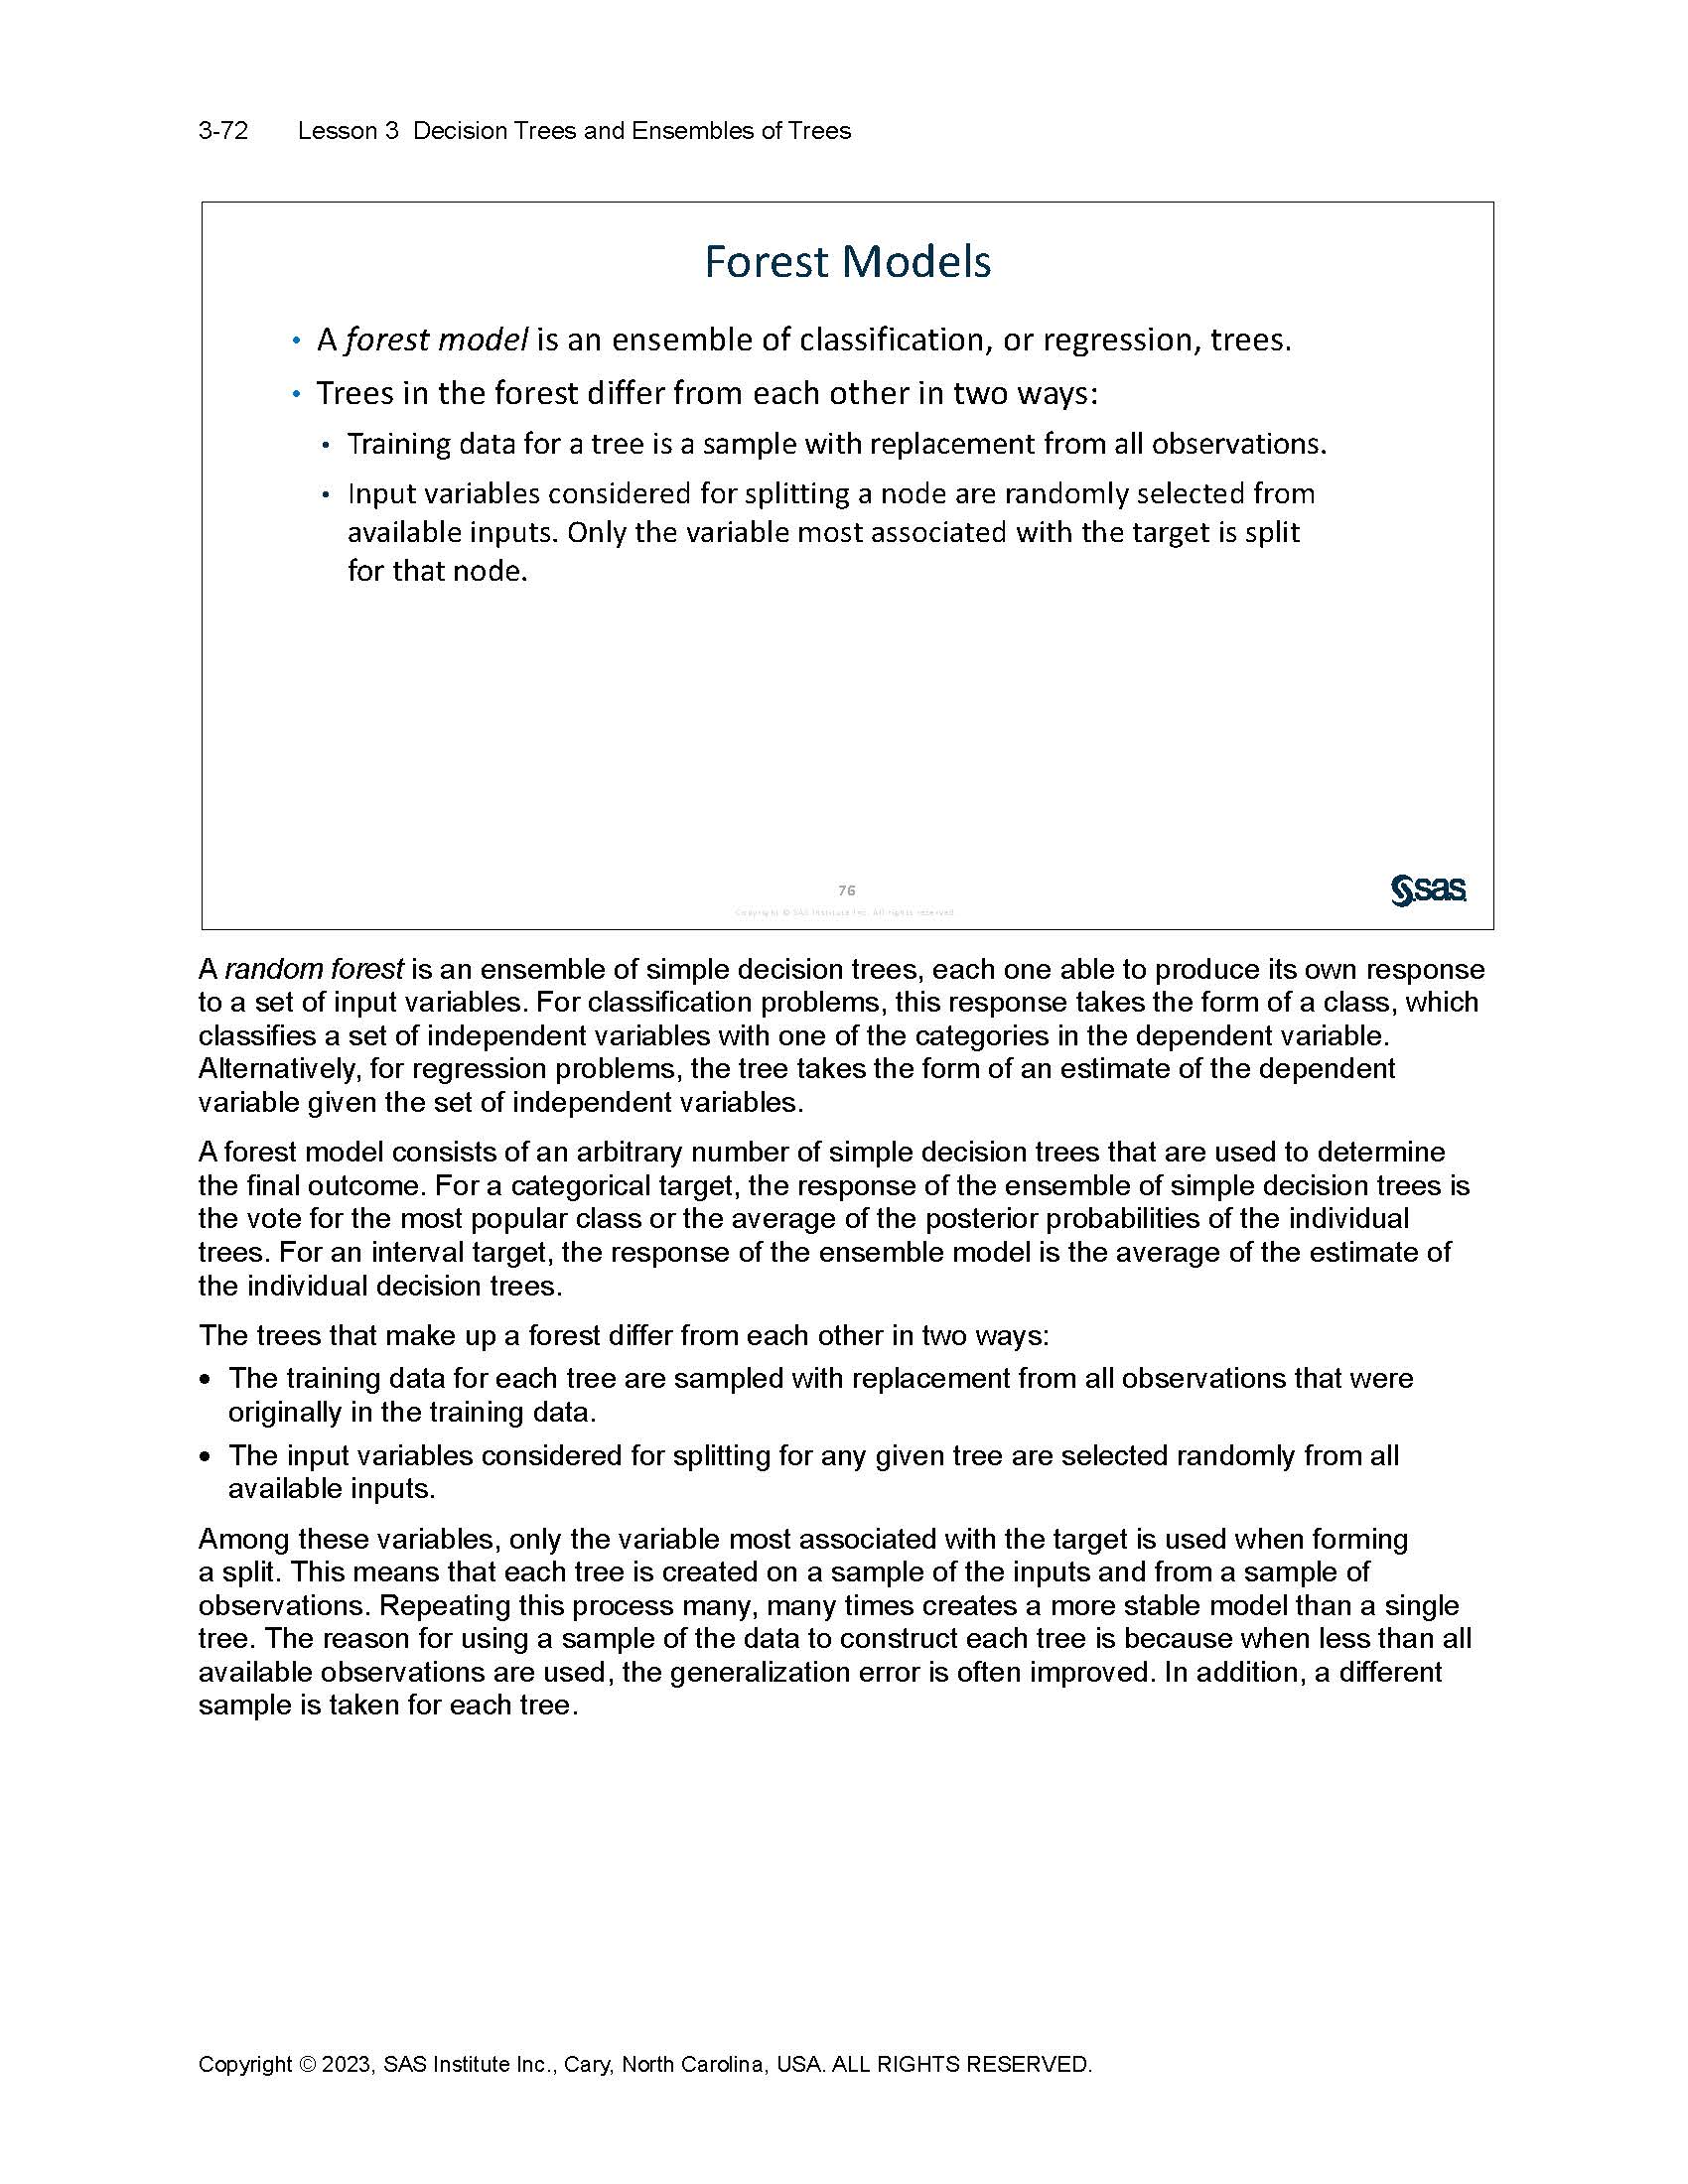 3-72 Lesson 3 Decision Trees and Ensembles of Trees
Forest Models
• A forest model is an ensemble of classification, or regression, trees.
• Trees in the forest differ from each other in two ways:
• Training data for a tree is a sample with replacement from all observations.
• Input variables considered for splitting a node are randomly selected from
available inputs. Only the variable most associated with the target is split
for that node.
76
Copyright © SAS Institute Inc. All rights reserved.
sas
A random forest is an ensemble of simple decision trees, each one able to produce its own response
to a set of input variables. For classification problems, this response takes the form of a class, which
classifies a set of independent variables with one of the categories in the dependent variable.
Alternatively, for regression problems, the tree takes the form of an estimate of the dependent
variable given the set of independent variables.
A forest model consists of an arbitrary number of simple decision trees that are used to determine
the final outcome. For a categorical target, the response of the ensemble of simple decision trees is
the vote for the most popular class or the average of the posterior probabilities of the individual
trees. For an interval target, the response of the ensemble model is the average of the estimate of
the individual decision trees.
The trees that make up a forest differ from each other in two ways:
• The training data for each tree are sampled with replacement from all observations that were
originally in the training data.
• The input variables considered for splitting for any given tree are selected randomly from all
available inputs.
Among these variables, only the variable most associated with the target is used when forming
a split. This means that each tree is created on a sample of the inputs and from a sample of
observations. Repeating this process many, many times creates a more stable model than a single
tree. The reason for using a sample of the data to construct each tree is because when less than all
available observations are used, the generalization error is often improved. In addition, a different
sample is taken for each tree.
Copyright © 2023, SAS Institute Inc., Cary, North Carolina, USA. ALL RIGHTS RESERVED.